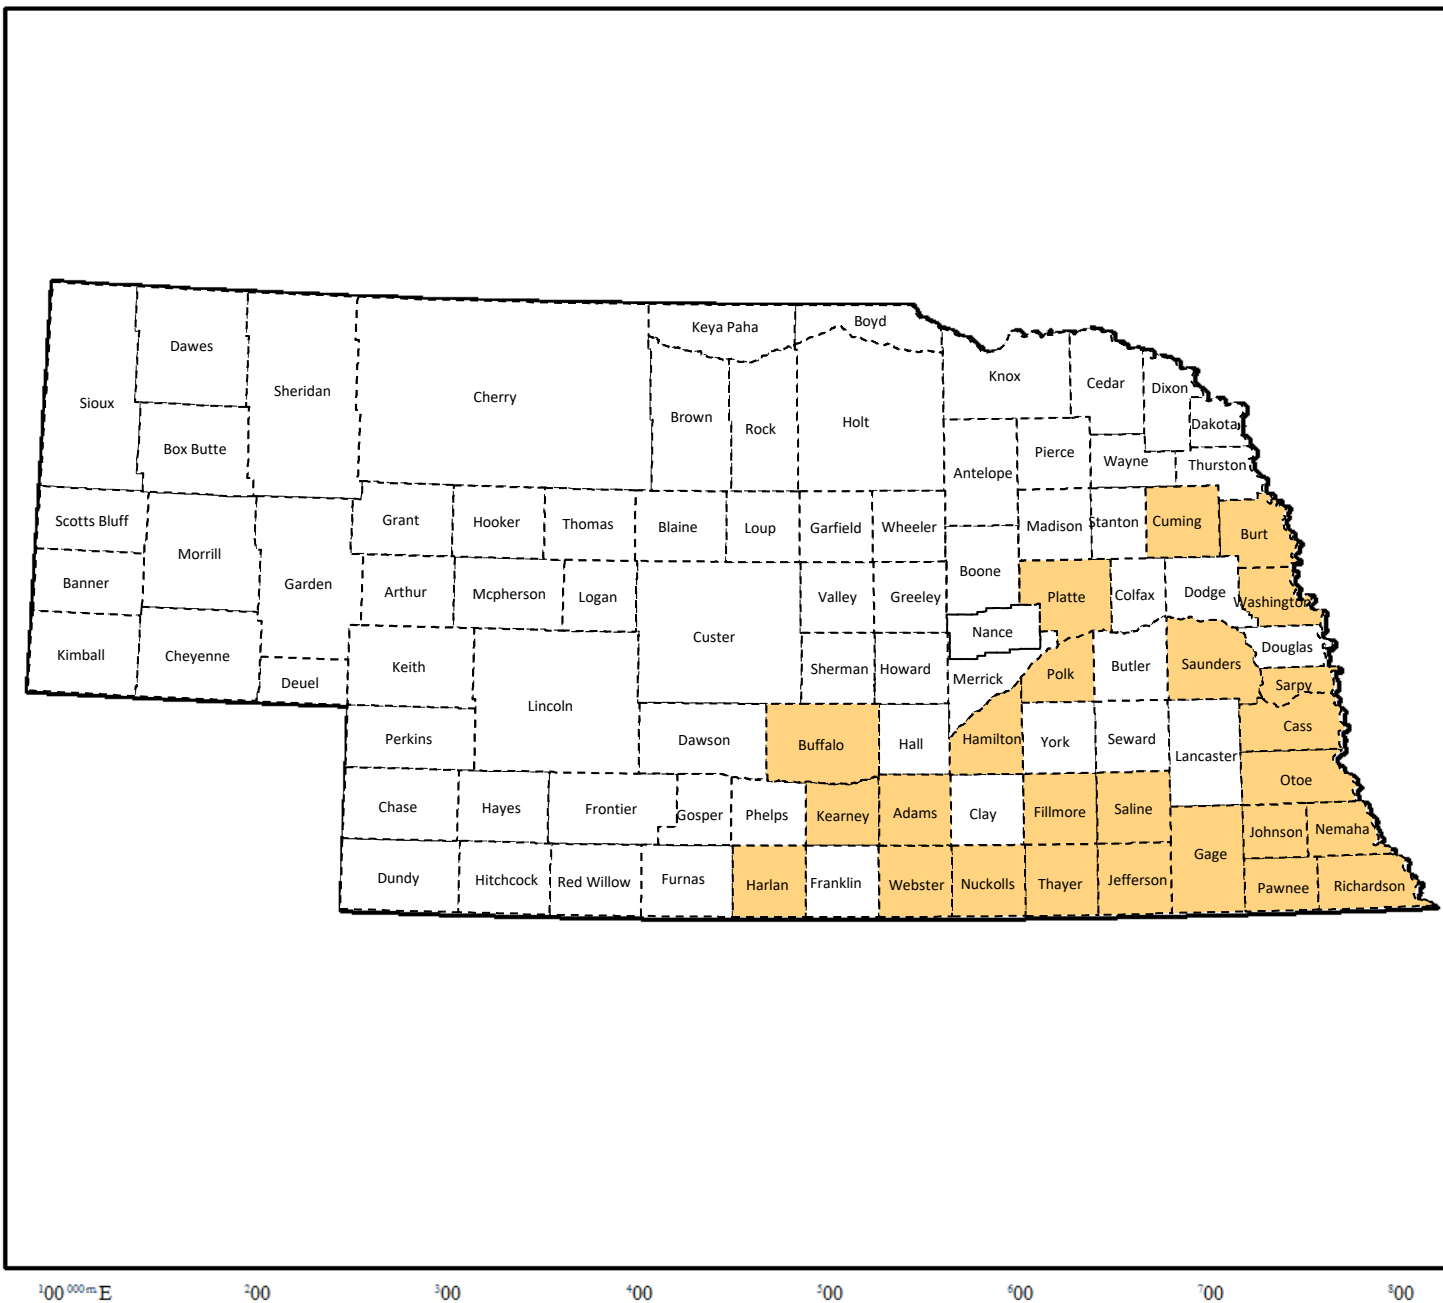 Keya Paha
Boyd
Dawes
Sheridan
Cherry
Knox
Cedar
Dixon
Sioux
Brown
Rock
Holt
Dakota
Box Butte
Pierce
Wayne
Thurston
Antelope
Scotts Bluff
Grant
Hooker
Thomas
Blaine
Loup
Garfield
Wheeler
Madison
Stanton
Cuming
Burt
Morrill
Banner
Garden
Arthur
Mcpherson
Logan
Valley
Greeley
Boone
Platte
Colfax
Dodge
Washington
Kimball
Cheyenne
Deuel
Keith
Custer
Sherman
Howard
Nance
Merrick
Polk
Butler
Saunders
Douglas
Sarpy
Lincoln
Perkins
Dawson
Buffalo
Hall
Hamilton
York
Seward
Lancaster
Cass
Otoe
Chase
Hayes
Frontier
Gosper
Phelps
Kearney
Adams
Clay
Fillmore
Saline
Johnson
Nemaha
Gage
Dundy
Hitchcock
Red Willow
Furnas
Harlan
Franklin
Webster
Nuckolls
Thayer
Jefferson
Pawnee
Richardson
100 000 m E 200 300 400 500 600 700 800